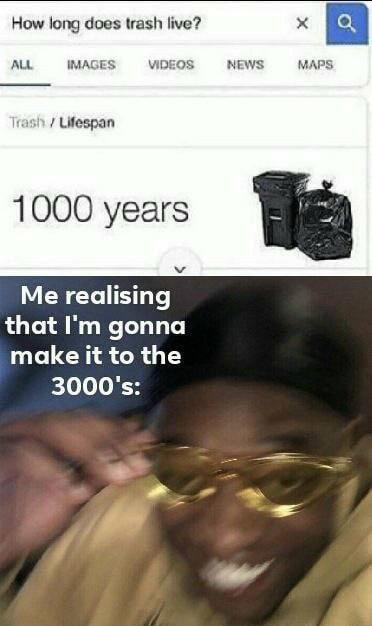 How long does trash live?
ALL IMAGES VIDEOS NEWS MAPS
Trash / Lifespan
1000 years
Me realising
that I'm gonna
make it to the
3000's: